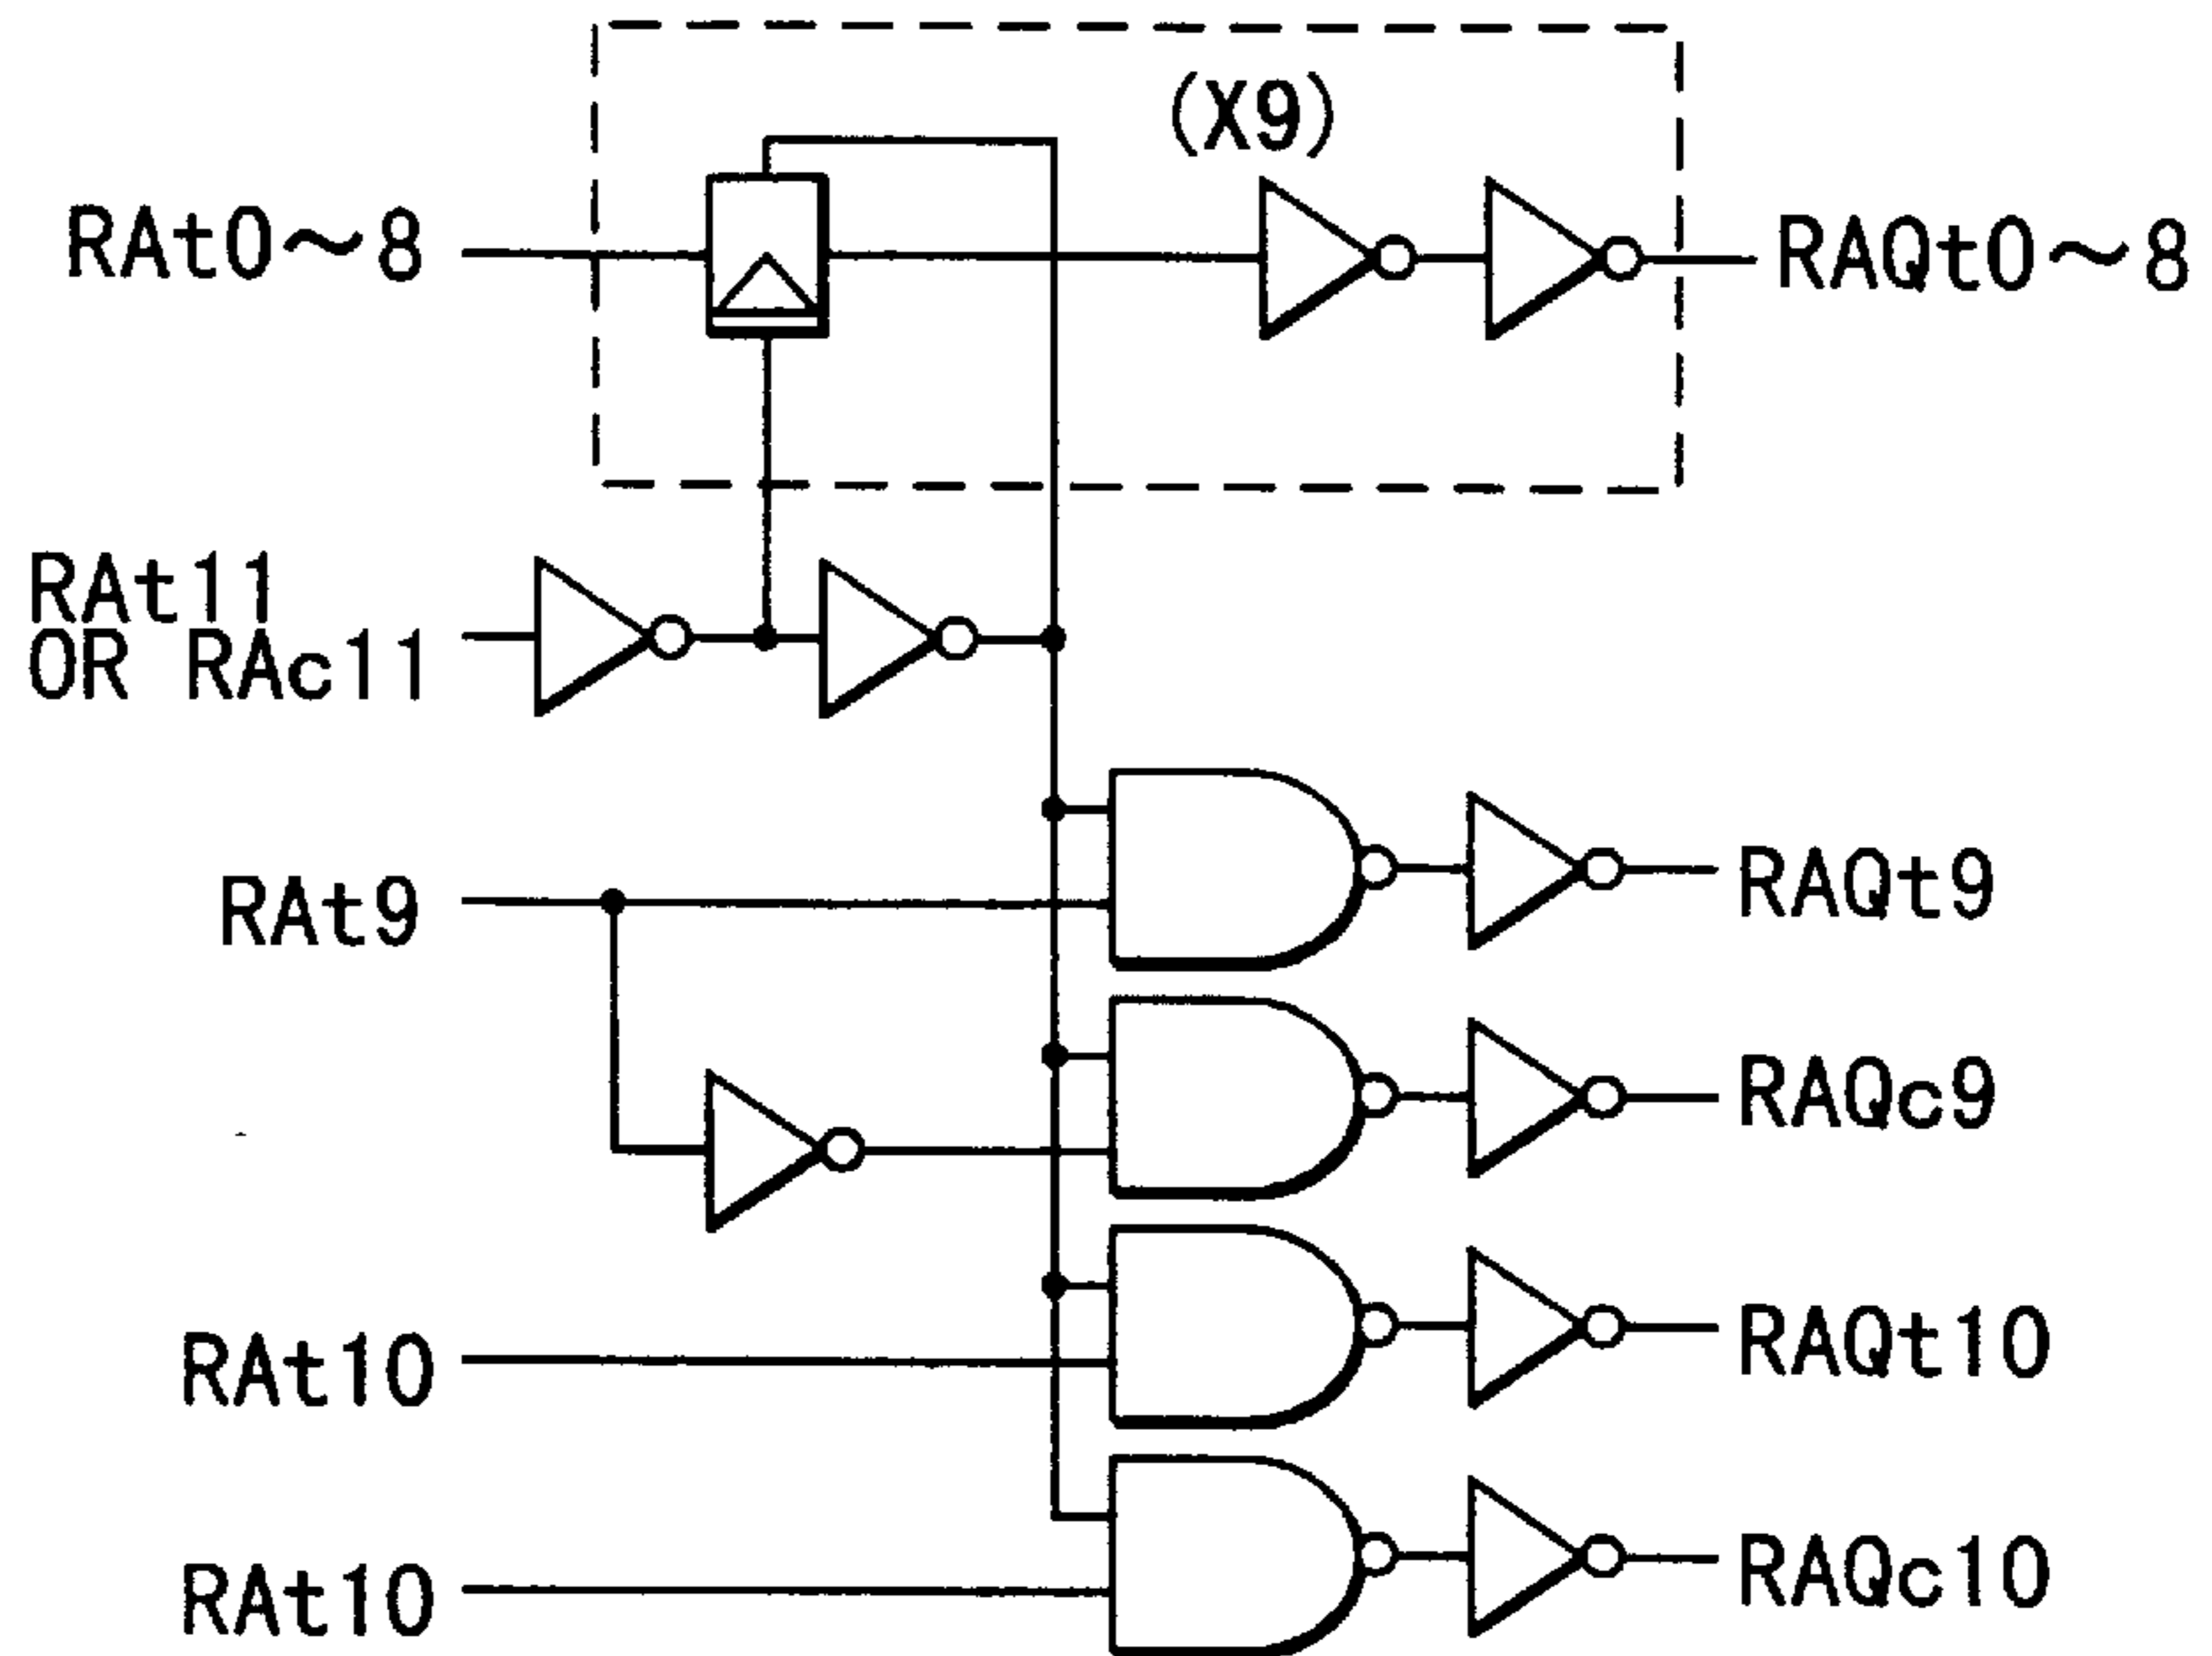 (X9)
RAt0~8
RAQt0~8
RAt11
OR RAc11
RAt9
RAQt9
RAQc9
RAt10
RAQt10
RAt10
RAQc10